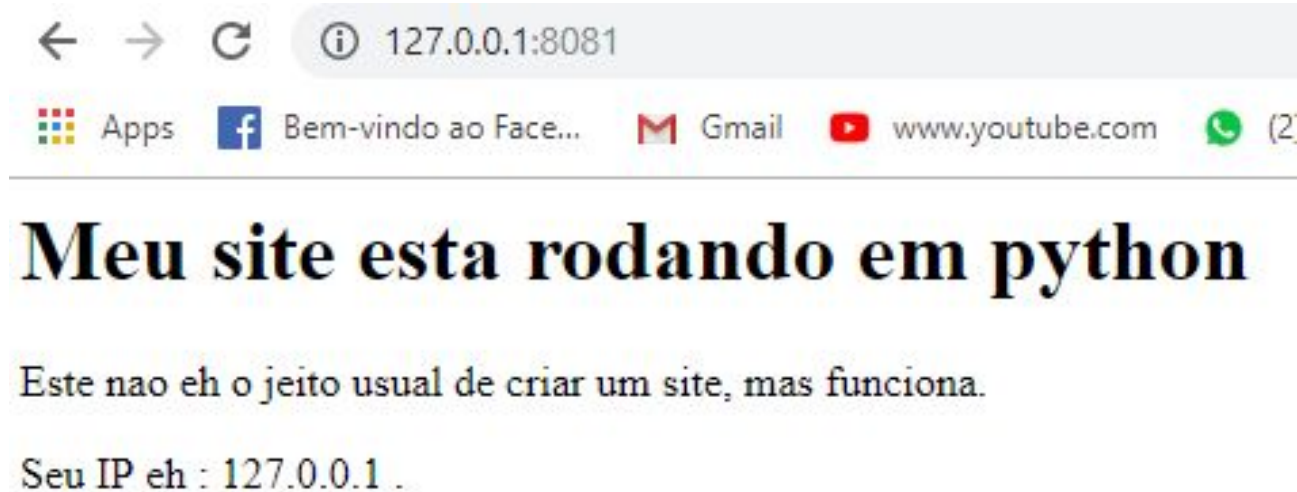 127.0.0.1:8081
Apps Bem-vindo ao Face... Gmail www.youtube.com (2)
Meu site esta rodando em python
Este nao eh o jeito usual de criar um site, mas funciona.
Seu IP eh : 127.0.0.1 .